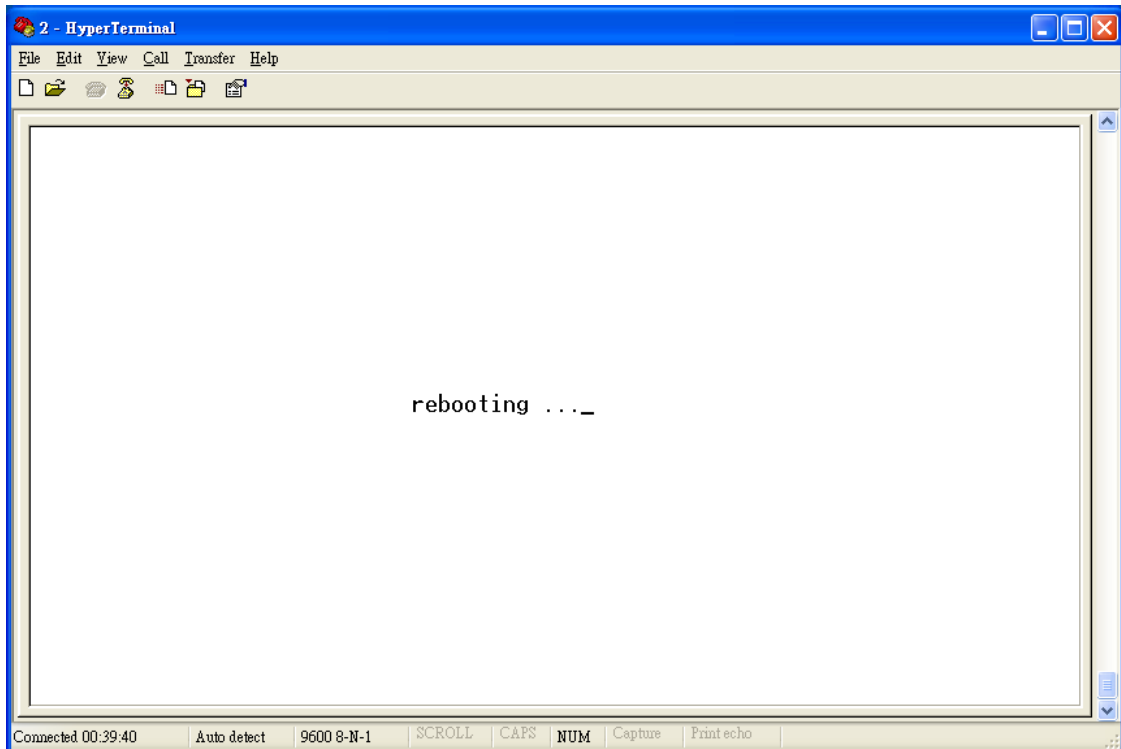 2 - HyperTerminal
File Edit View Call Transfer Help
rebooting ..._
Connected 00:39:40 Auto detect 9600 8-N-1 SCROLL CAPS NUM Capture Print echo